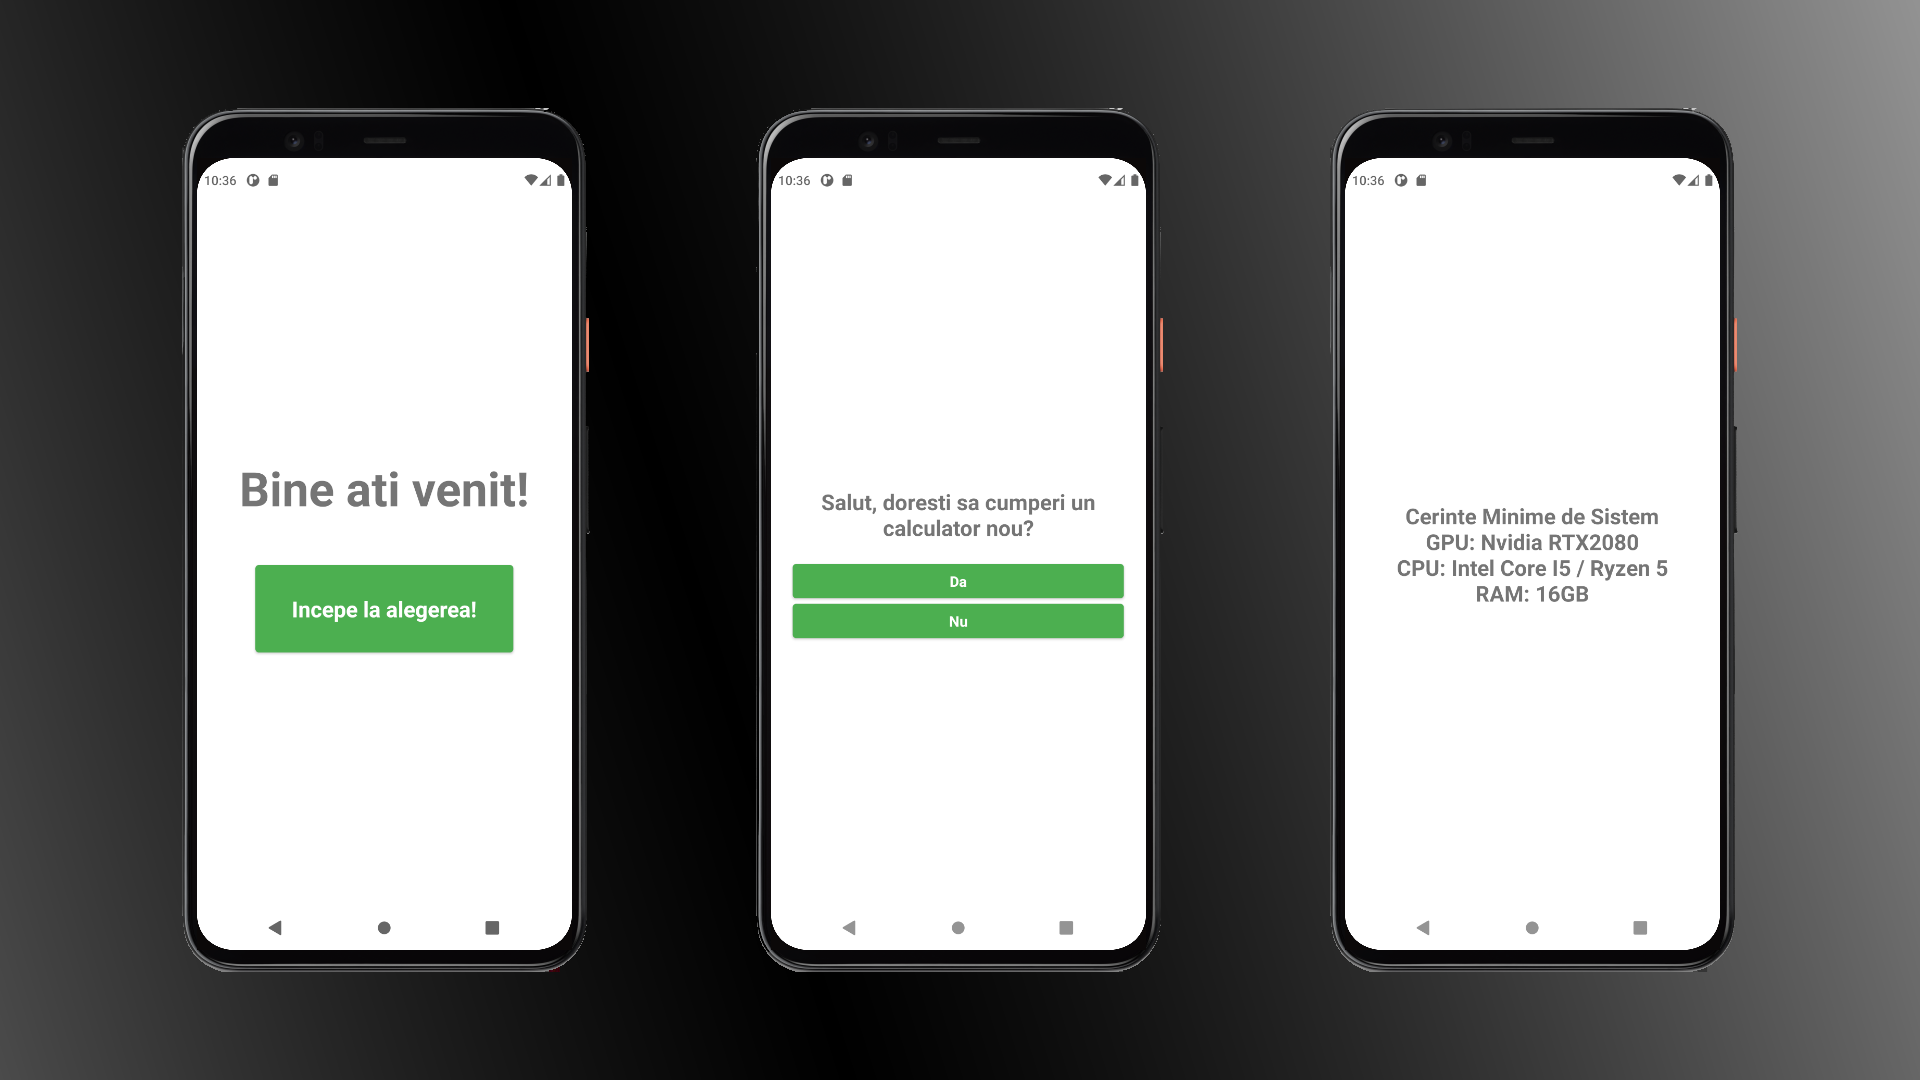 10:36
Bine ati venit!
Incepe la alegerea!
10:36
Salut, doresti sa cumperi un
calculator nou?
Da
Nu
10:36
Cerinte Minime de Sistem
GPU: Nvidia RTX2080
CPU: Intel Core I5 / Ryzen 5
RAM: 16GB